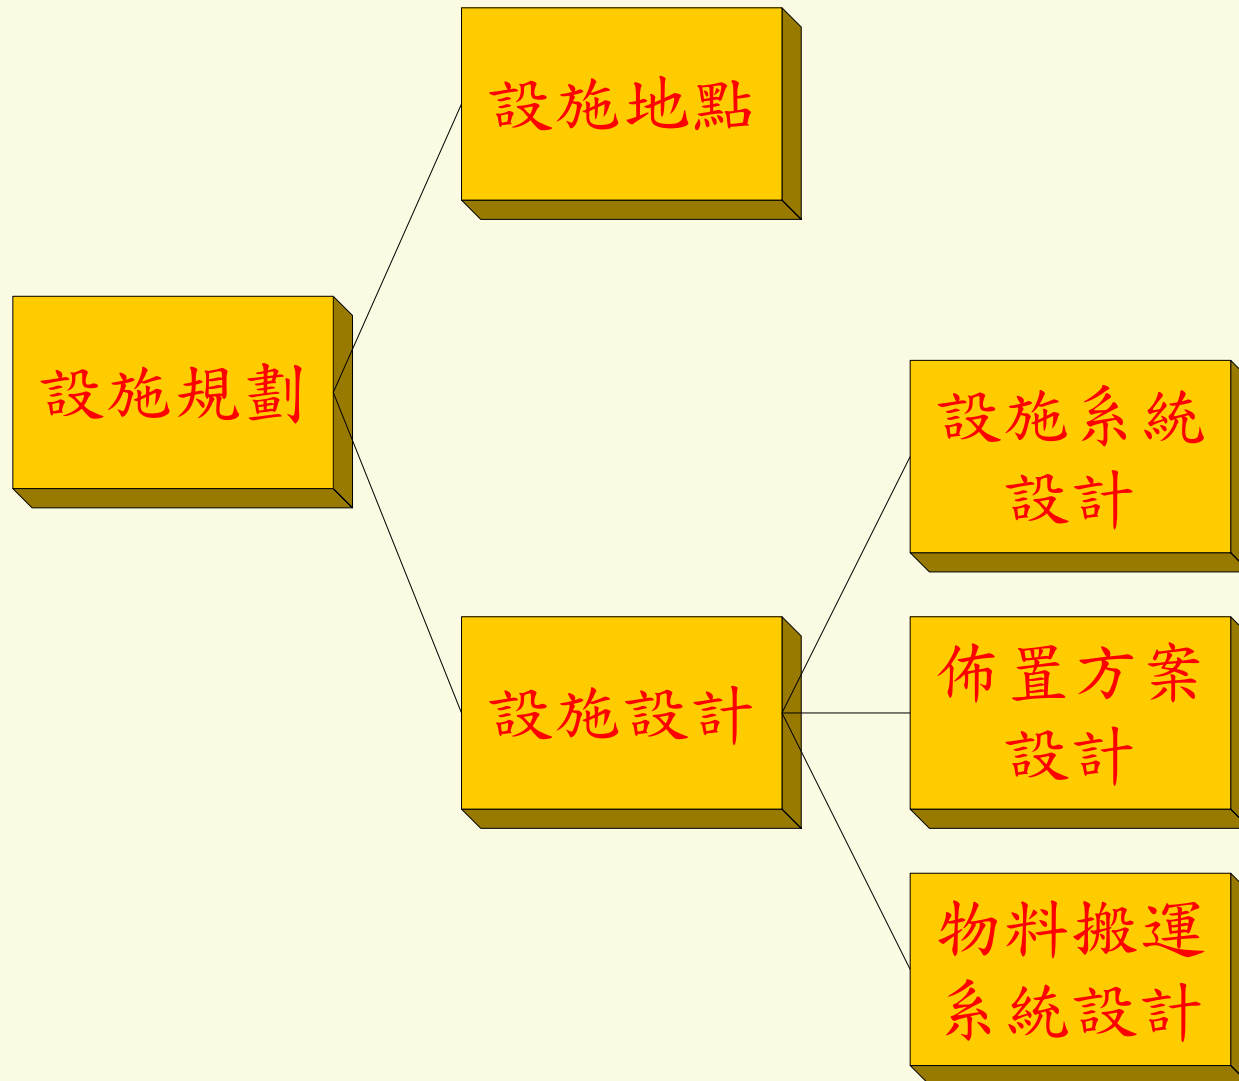 設施地點
設施規劃
設施系統
設計
設施設計
佈置方案
設計
物料搬運
系統設計